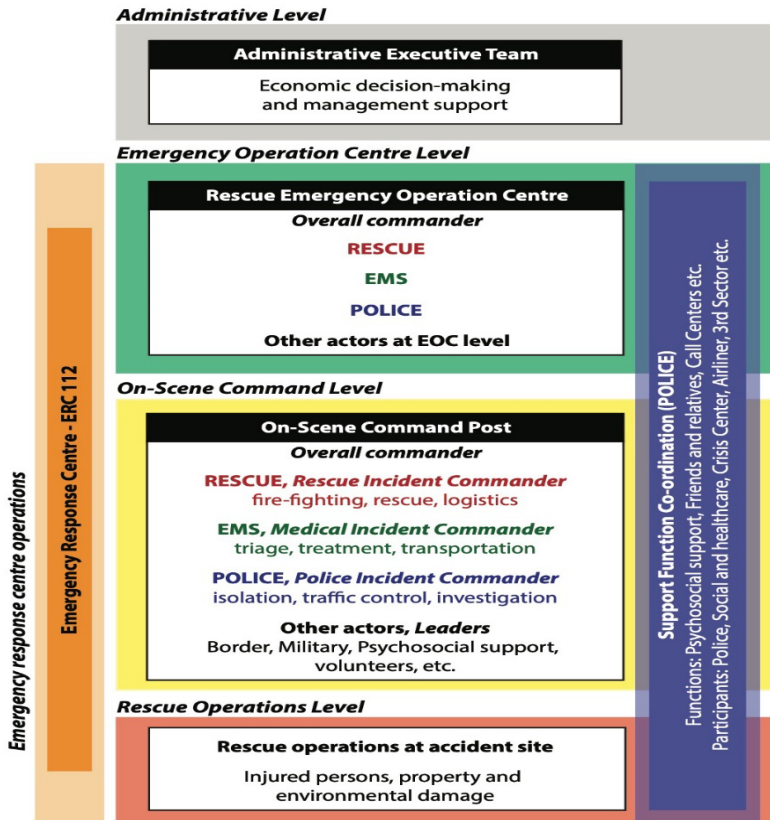 Administrative Level
Administrative Executive Team
Economic decision-making
and management support
Emergency Operation Centre Level
Rescue Emergency Operation Centre
Overall commander
RESCUE
EMS
POLICE
Other actors at EOC level
On-Scene Command Level
On-Scene Command Post
Overall commander
RESCUE, Rescue Incident Commander
fire-fighting, rescue, logistics
EMS, Medical Incident Commander
triage, treatment, transportation
POLICE, Police Incident Commander
isolation, traffic control, investigation
Other actors, Leaders
Border, Military, Psychosocial support,
volunteers, etc.
Rescue Operations Level
Rescue operations at accident site
Injured persons, property and
environmental damage
Emergency response centre operations
Emergency Response Centre - ERC 112
Support Function Co-ordination (POLICE)
Functions: Psychosocial support, Friends and relatives, Call Centers etc.
Participants: Police, Social and healthcare, Crisis Center, Airliner, 3rd Sector etc.